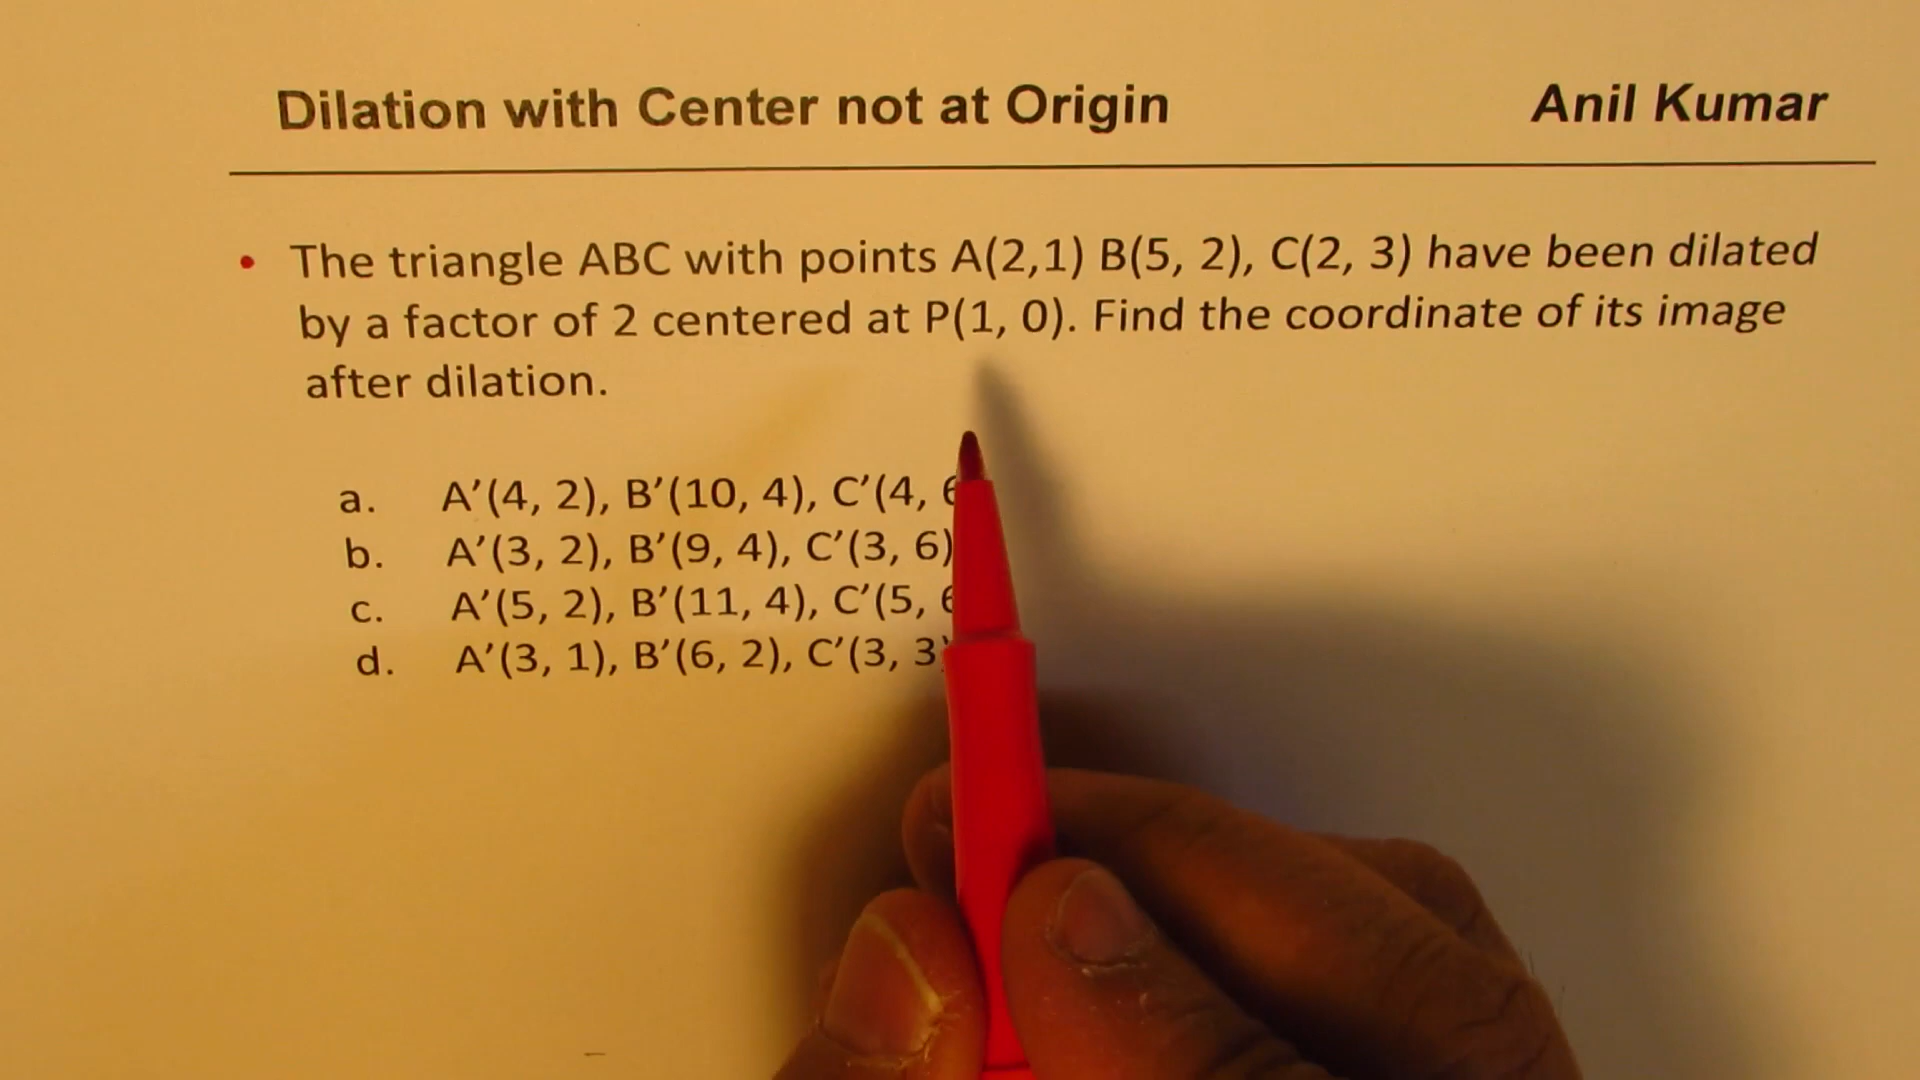 Dilation with Center not at Origin Anil Kumar
• The triangle ABC with points A(2,1) B(5, 2), C(2, 3) have been dilated
by a factor of 2 centered at P(1, 0). Find the coordinate of its image
after dilation.
a. A’(4, 2), B’(10, 4), C’(4, 6
b. A’(3, 2), B’(9, 4), C’(3, 6)
c. A’(5, 2), B’(11, 4), C’(5, 6
d. A’(3, 1), B’(6, 2), C’(3, 3)